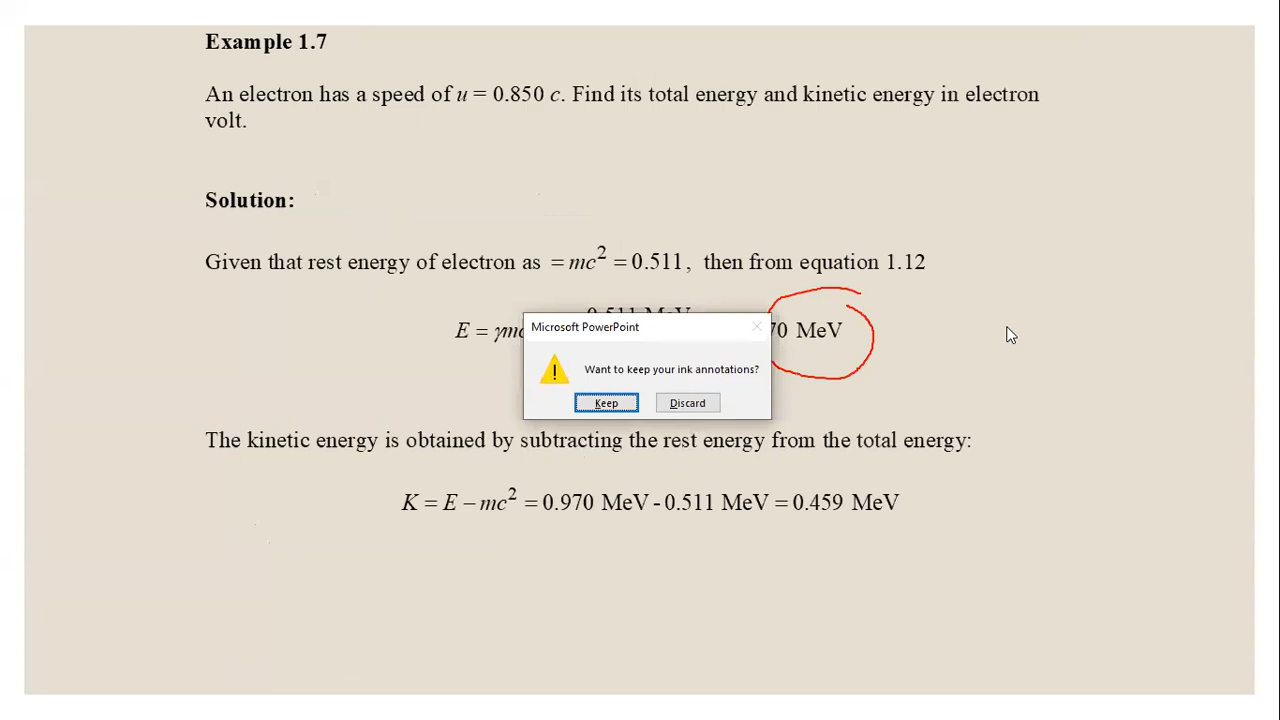 Example 1.7
An electron has a speed of u = 0.850 c. Find its total energy and kinetic energy in electron
volt.
Solution:
Given that rest energy of electron as = mc² = 0.511, then from equation 1.12
E = γmc 70 MeV
Microsoft PowerPoint
Want to keep your ink annotations?
Keep Discard
The kinetic energy is obtained by subtracting the rest energy from the total energy:
K = E − mc² = 0.970 MeV - 0.511 MeV = 0.459 MeV